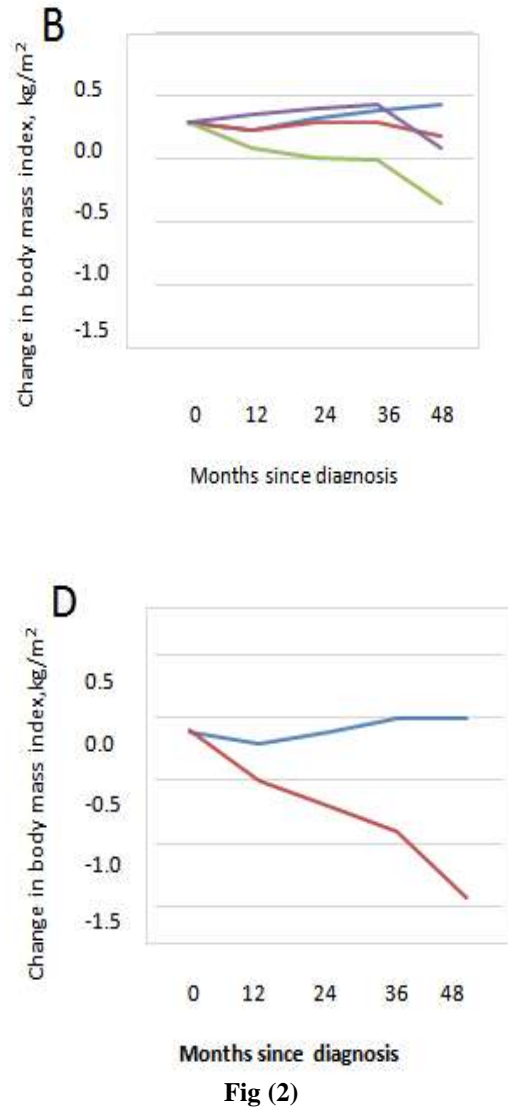 B
Change in body mass index, kg/m²
0.5
0.0
-0.5
-1.0
-1.5
0 12 24 36 48
Months since diagnosis
D
Change in body mass index,kg/m²
0.5
0.0
-0.5
-1.0
-1.5
0 12 24 36 48
Months since diagnosis
Fig (2)